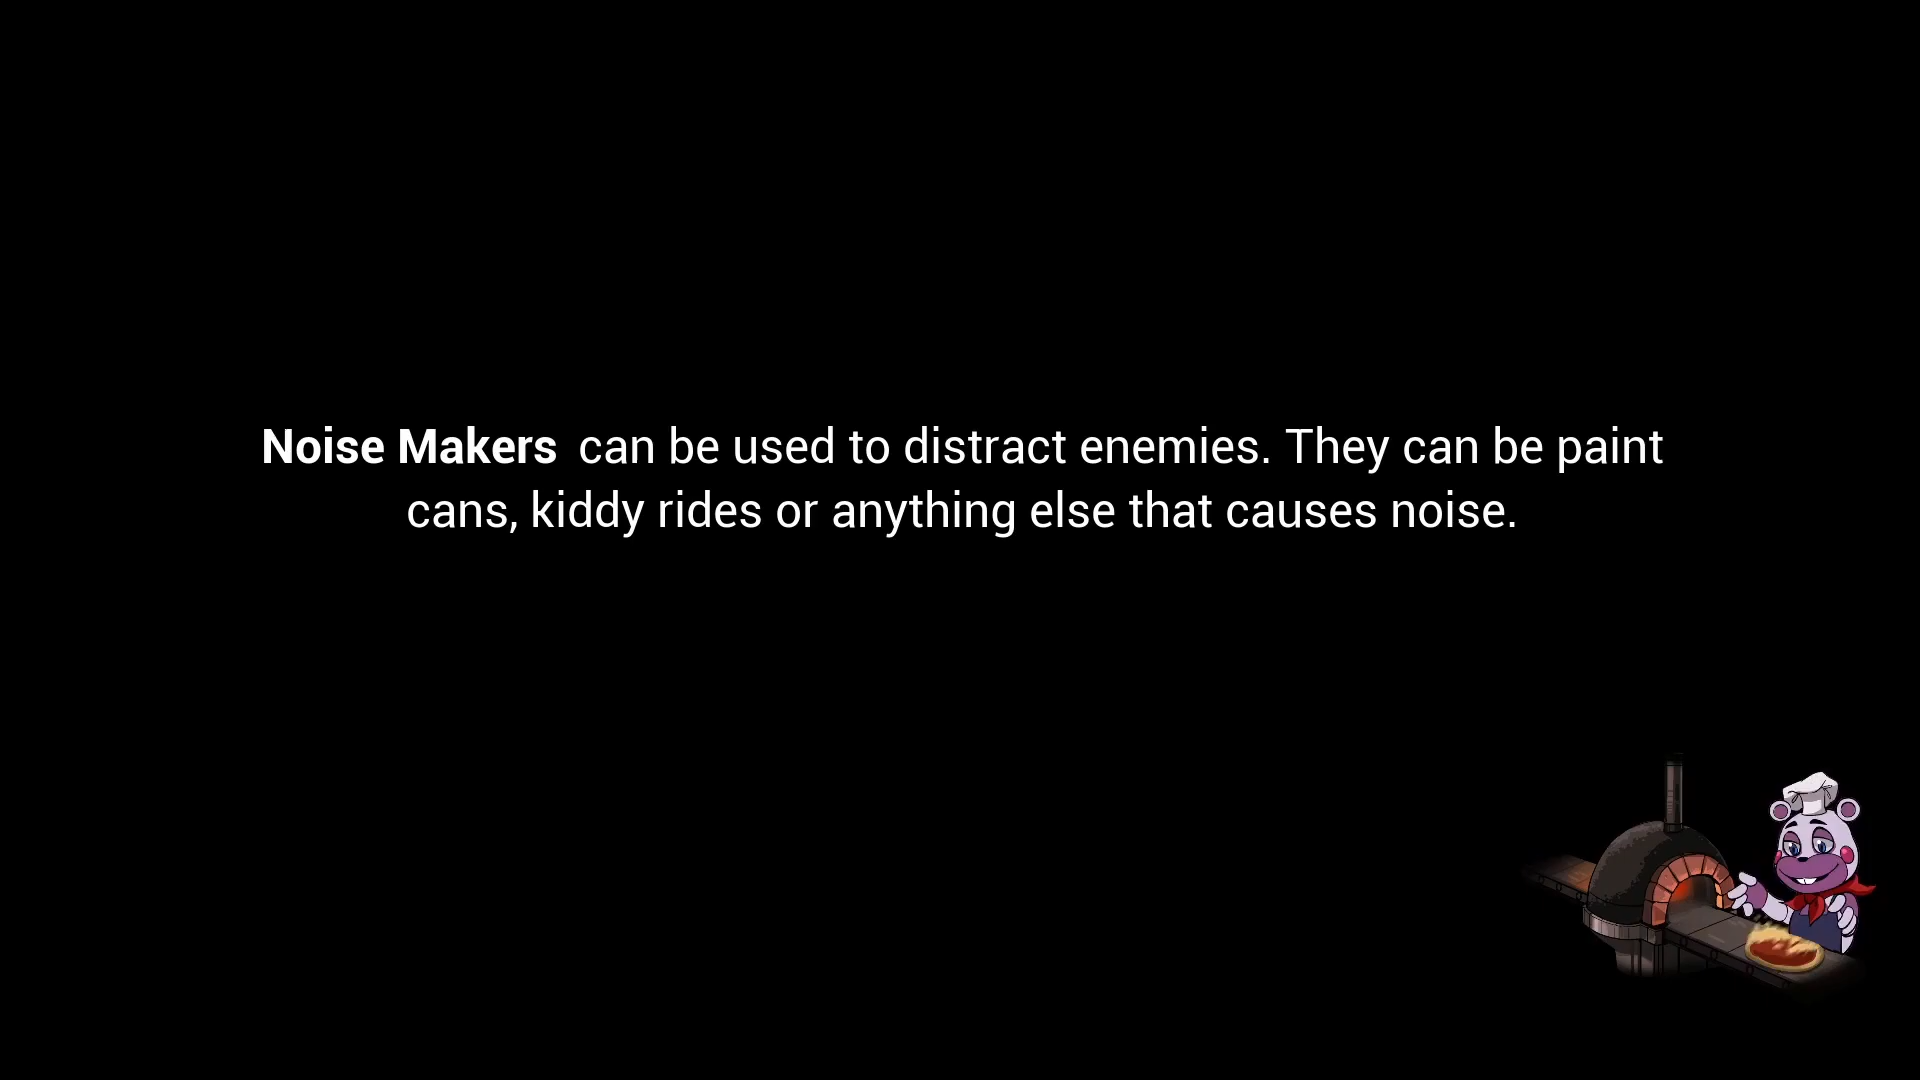 Noise Makers can be used to distract enemies. They can be paint
cans, kiddy rides or anything else that causes noise.